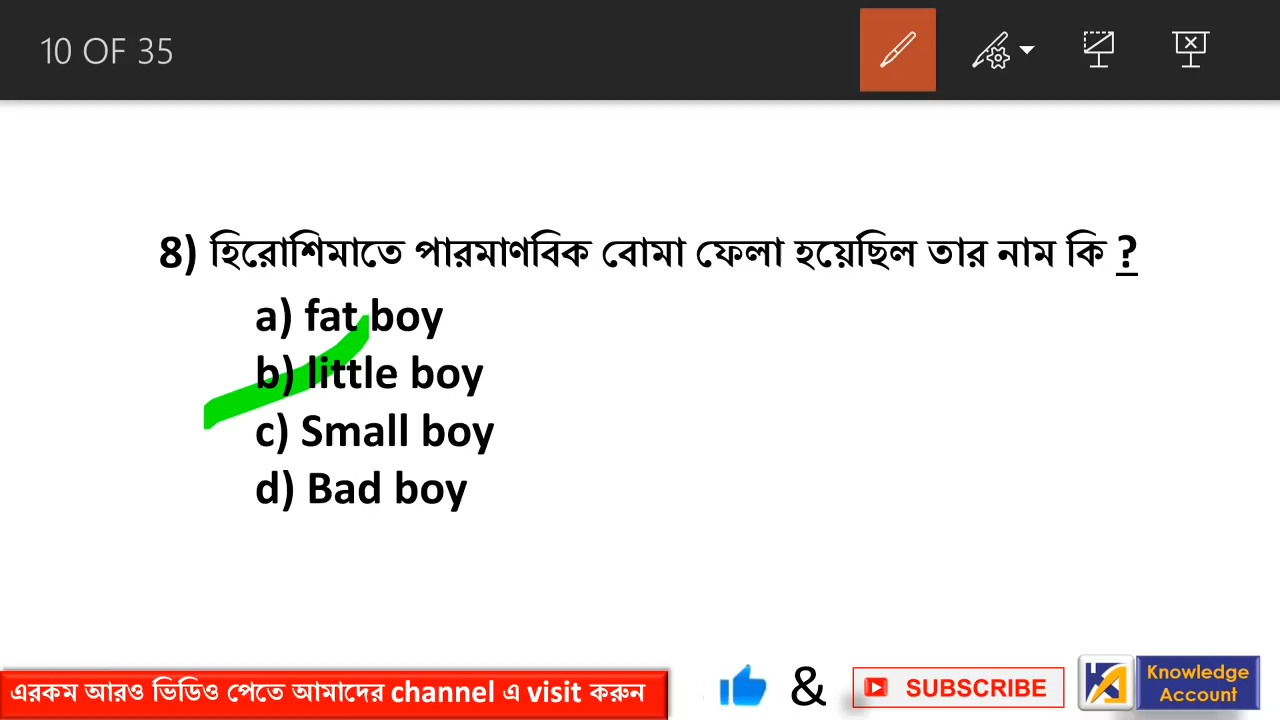 10 OF 35
8) হিরোশিমাতে পারমাণবিক বোমা ফেলা হয়েছিল তার নাম কি ?
a) fat boy
b) little boy
c) Small boy
d) Bad boy
এরকম আরও ভিডিও পেতে আমাদের channel এ visit করুন
& SUBSCRIBE
Knowledge
Account